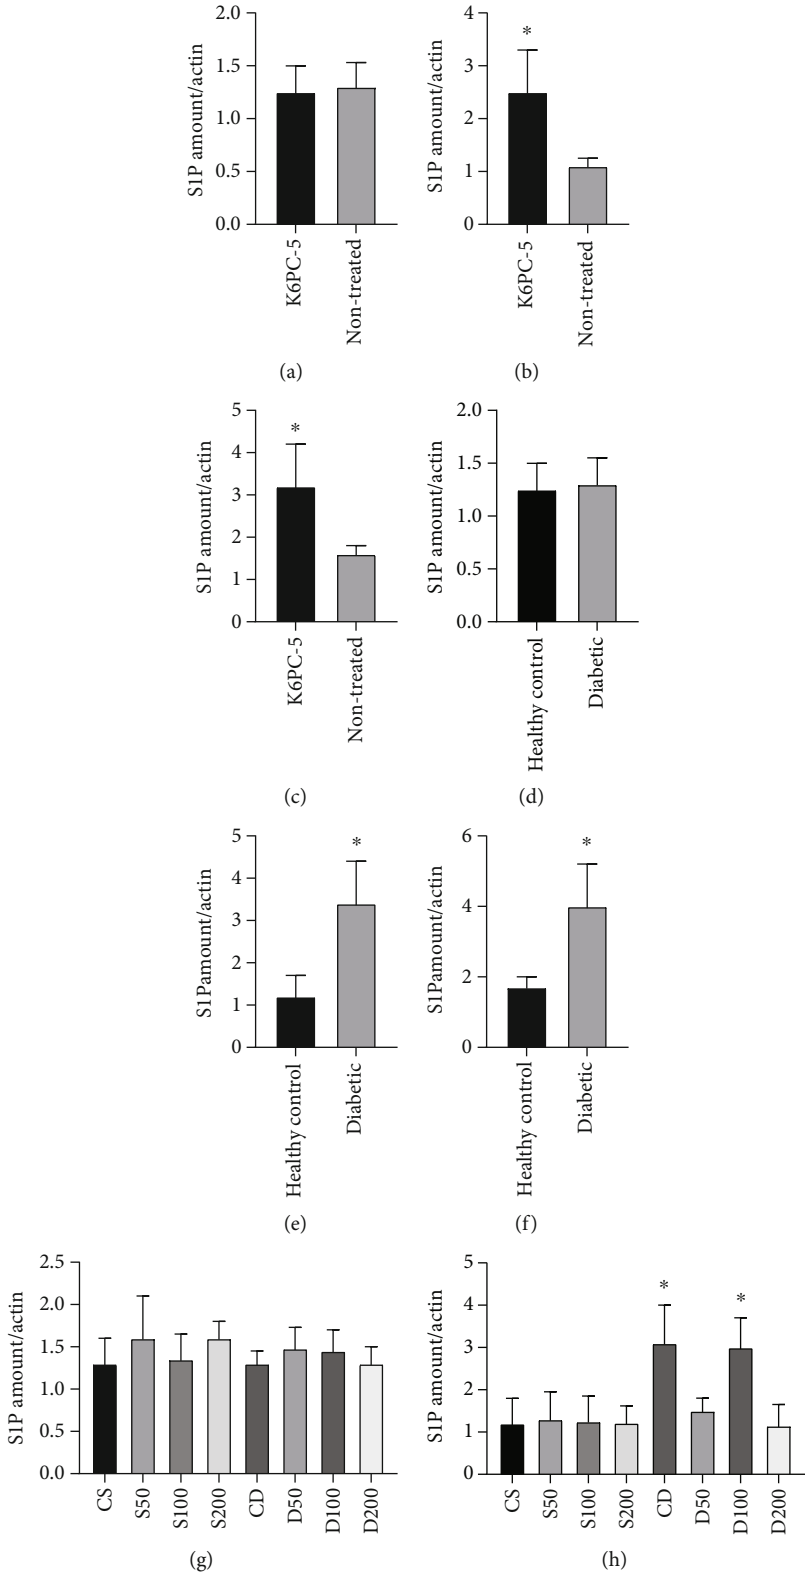 2.0
1.5
1.0
0.5
0.0
S1P amount/actin
K6PC-5
Non-treated
(a)
4
3
2
1
0
S1P amount/actin
*
K6PC-5
Non-treated
(b)
5
4
3
2
1
0
S1P amount/actin
*
K6PC-5
Non-treated
(c)
2.0
1.5
1.0
0.5
0.0
S1P amount/actin
Healthy control
Diabetic
(d)
5
4
3
2
1
0
S1Pamount/actin
*
Healthy control
Diabetic
(e)
6
4
2
0
S1Pamount/actin
*
Healthy control
Diabetic
(f)
2.5
2.0
1.5
1.0
0.5
0.0
S1P amount/actin
CS
S50
S100
S200
CD
D50
D100
D200
(g)
5
4
3
2
1
0
S1P amount/actin
*
*
CS
S50
S100
S200
CD
D50
D100
D200
(h)